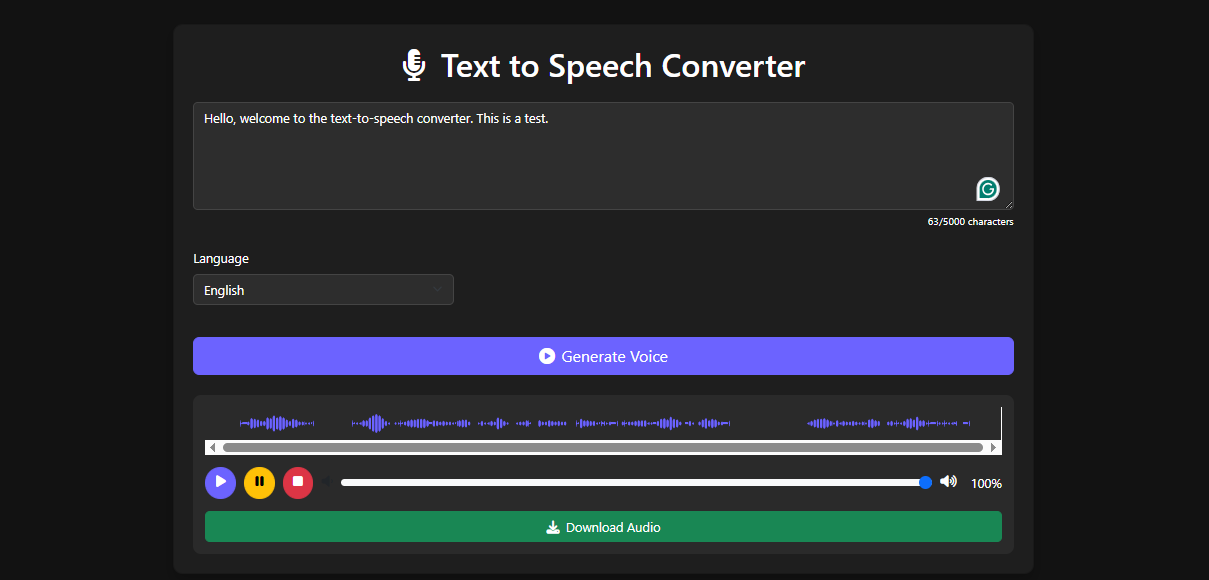 Text to Speech Converter
Hello, welcome to the text-to-speech converter. This is a test.
63/5000 characters
Language
English
Generate Voice
100%
Download Audio